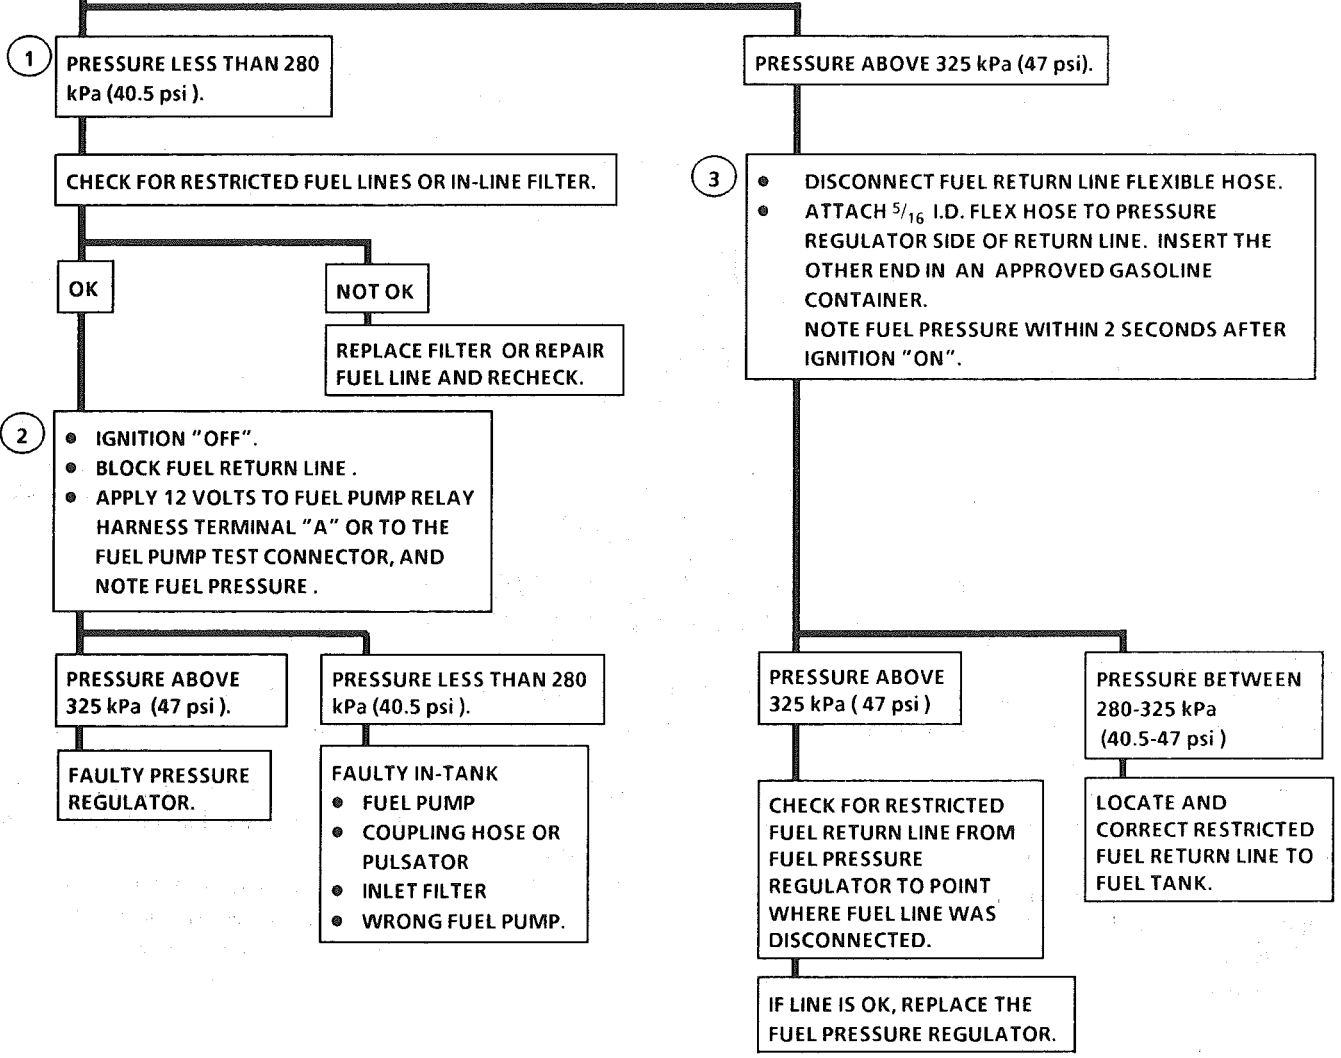 1
PRESSURE LESS THAN 280
kPa (40.5 psi ).
CHECK FOR RESTRICTED FUEL LINES OR IN-LINE FILTER.
OK
NOT OK
REPLACE FILTER OR REPAIR
FUEL LINE AND RECHECK.
2
• IGNITION "OFF".
• BLOCK FUEL RETURN LINE .
• APPLY 12 VOLTS TO FUEL PUMP RELAY
HARNESS TERMINAL "A" OR TO THE
FUEL PUMP TEST CONNECTOR, AND
NOTE FUEL PRESSURE .
PRESSURE ABOVE
325 kPa (47 psi ).
FAULTY PRESSURE
REGULATOR.
PRESSURE LESS THAN 280
kPa (40.5 psi ).
FAULTY IN-TANK
• FUEL PUMP
• COUPLING HOSE OR
PULSATOR
• INLET FILTER
• WRONG FUEL PUMP.
PRESSURE ABOVE 325 kPa (47 psi).
3
• DISCONNECT FUEL RETURN LINE FLEXIBLE HOSE.
• ATTACH 5/16 I.D. FLEX HOSE TO PRESSURE
REGULATOR SIDE OF RETURN LINE. INSERT THE
OTHER END IN AN APPROVED GASOLINE
CONTAINER.
NOTE FUEL PRESSURE WITHIN 2 SECONDS AFTER
IGNITION "ON".
PRESSURE ABOVE
325 kPa ( 47 psi )
CHECK FOR RESTRICTED
FUEL RETURN LINE FROM
FUEL PRESSURE
REGULATOR TO POINT
WHERE FUEL LINE WAS
DISCONNECTED.
IF LINE IS OK, REPLACE THE
FUEL PRESSURE REGULATOR.
PRESSURE BETWEEN
280-325 kPa
(40.5-47 psi )
LOCATE AND
CORRECT RESTRICTED
FUEL RETURN LINE TO
FUEL TANK.